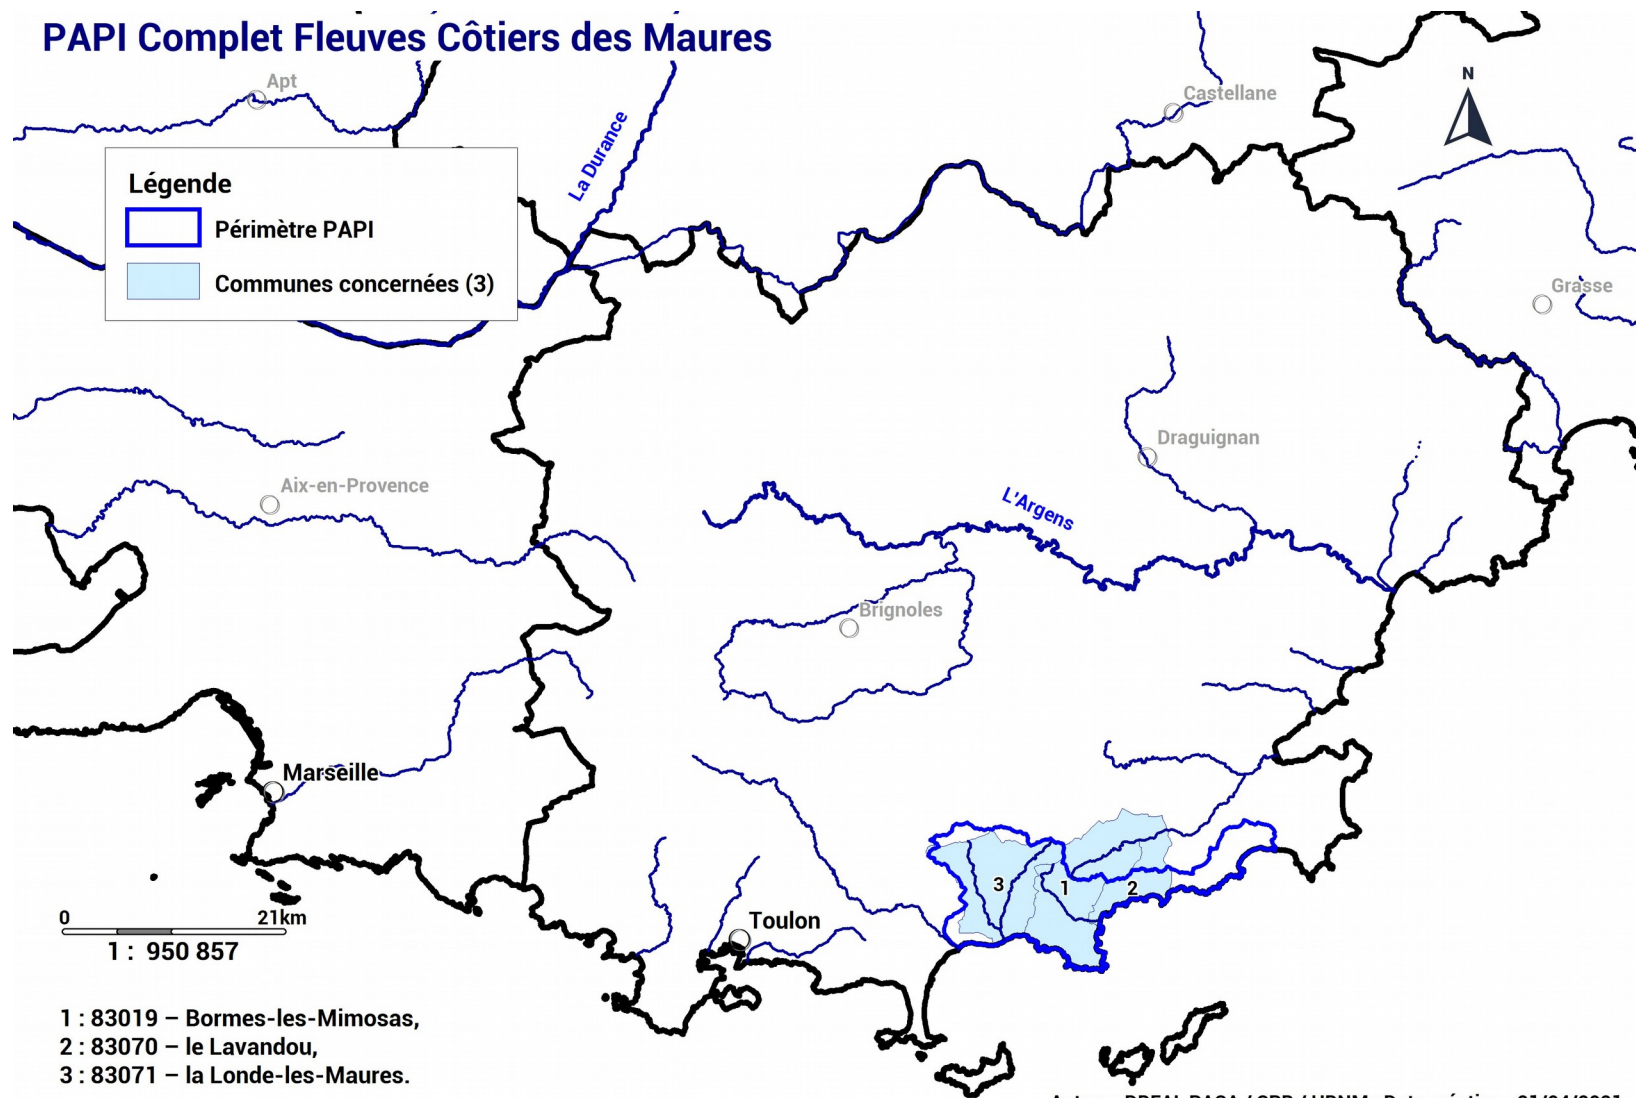 PAPI Complet Fleuves Côtiers des Maures
Apt
Castellane
N
La Durance
Légende
Périmètre PAPI
Communes concernées (3)
Grasse
Draguignan
Aix-en-Provence
L'Argens
Brignoles
Marseille
3
1
2
Toulon
0 21km
1 : 950 857
1 : 83019 – Bormes-les-Mimosas,
2 : 83070 – le Lavandou,
3 : 83071 – la Londe-les-Maures.